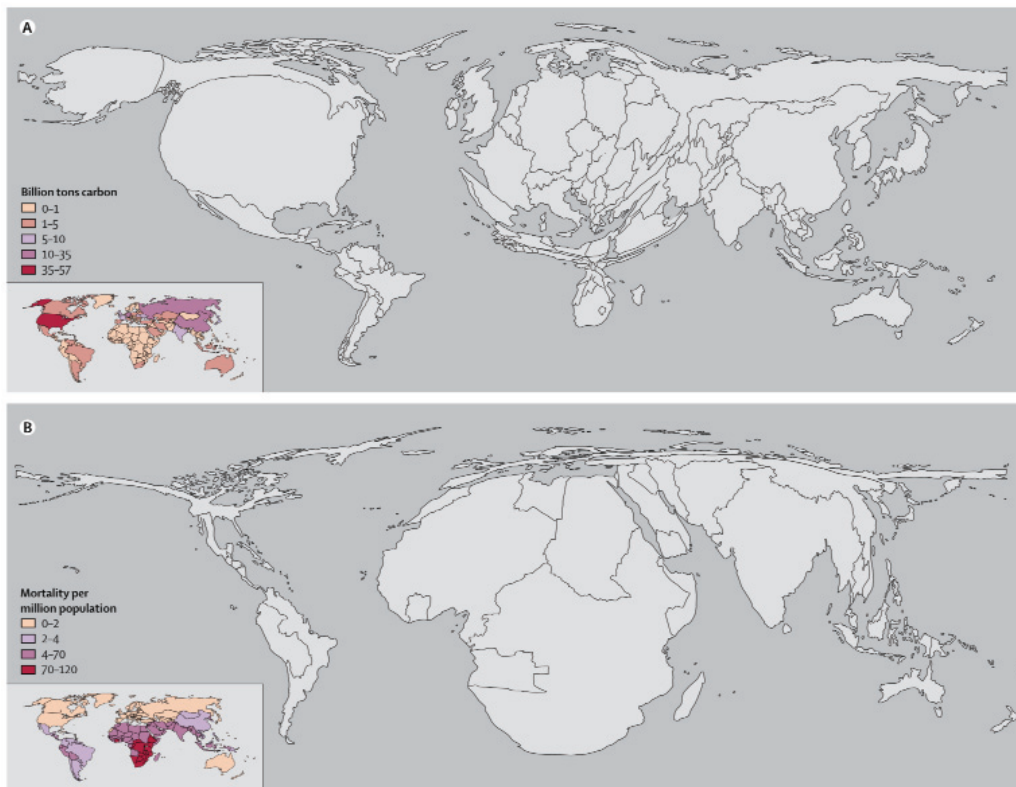 A
Billion tons carbon
0–1
1–5
5–10
10–35
35–57
B
Mortality per
million population
0–2
2–4
4–70
70–120